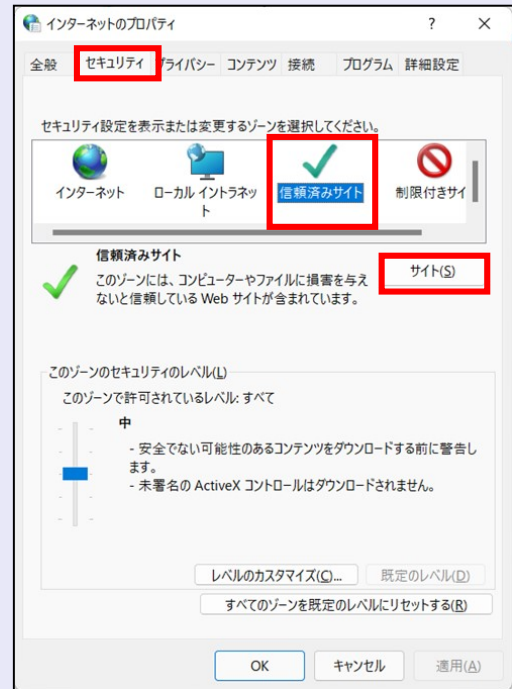 インターネットのプロパティ ? ×
全般 セキュリティ プライバシー コンテンツ 接続 プログラム 詳細設定
セキュリティ設定を表示または変更するゾーンを選択してください。
インターネット ローカル イントラネッ 信頼済みサイト 制限付きサイ
ト
信頼済みサイト
サイト(S)
このゾーンには、コンピューターやファイルに損害を与え
ないと信頼している Web サイトが含まれています。
このゾーンのセキュリティのレベル(L)
このゾーンで許可されているレベル: すべて
中
- 安全でない可能性のあるコンテンツをダウンロードする前に警告し
ます。
- 未署名の ActiveX コントロールはダウンロードされません。
レベルのカスタマイズ(C)... 既定のレベル(D)
すべてのゾーンを既定のレベルにリセットする(R)
OK キャンセル 適用(A)